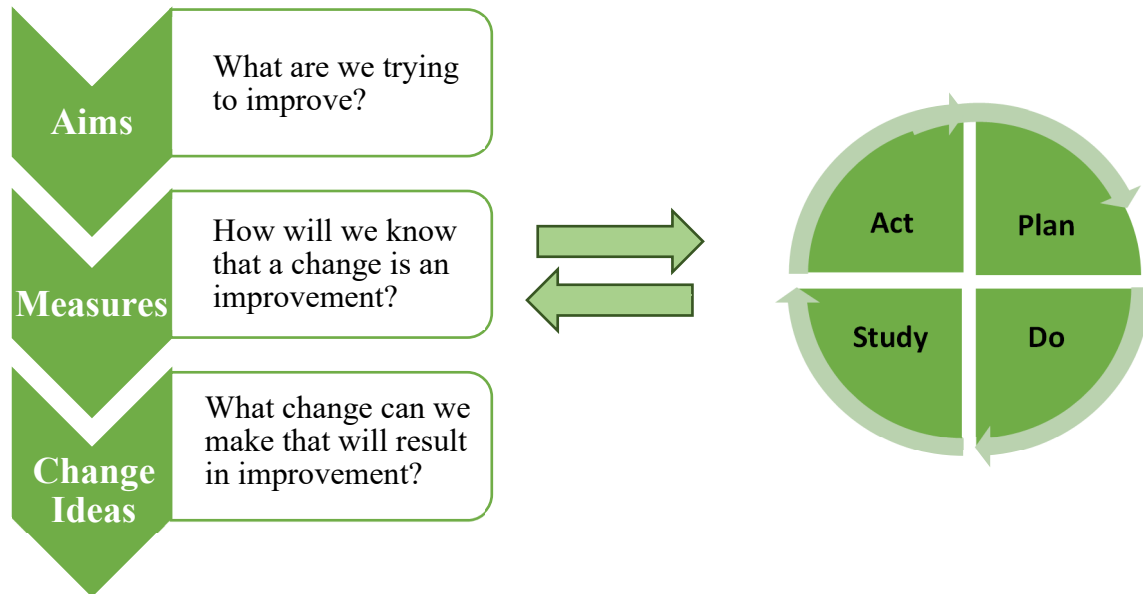 Aims
What are we trying
to improve?
Measures
How will we know
that a change is an
improvement?
Change
Ideas
What change can we
make that will result
in improvement?
Act
Plan
Study
Do